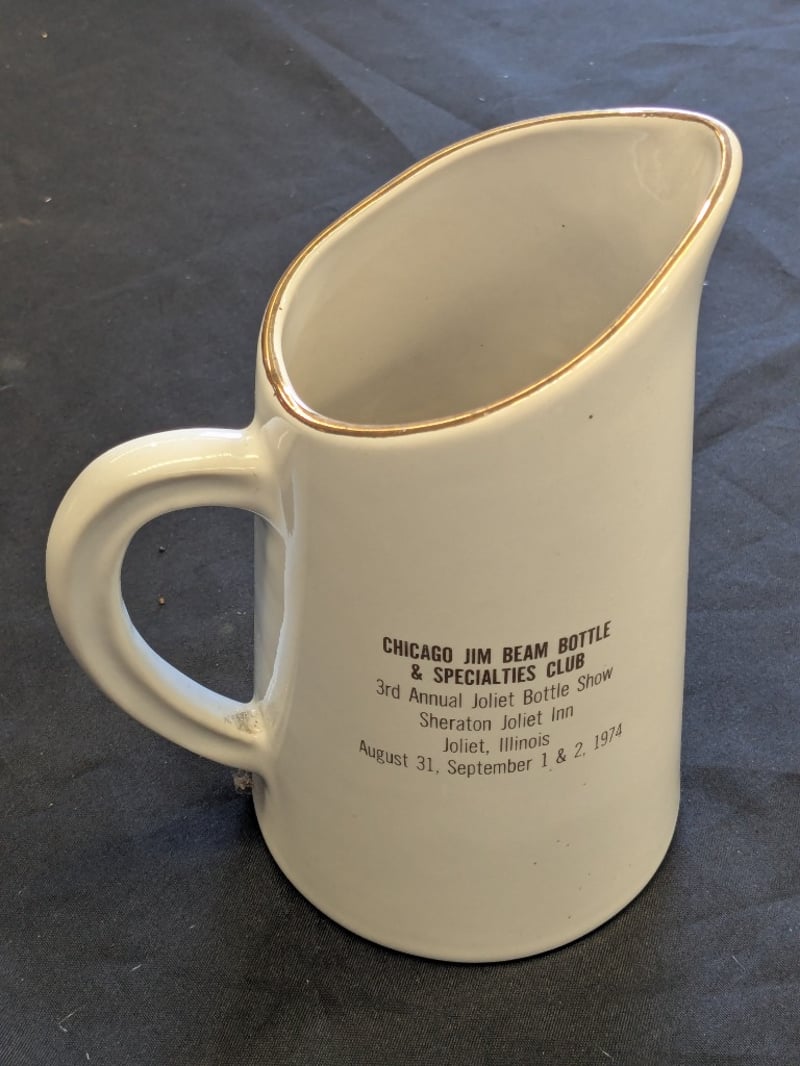 CHICAGO JIM BEAM BOTTLE
& SPECIALTIES CLUB
3rd Annual Joliet Bottle Show
Sheraton Joliet Inn
Joliet, Illinois
August 31, September 1 & 2, 1974